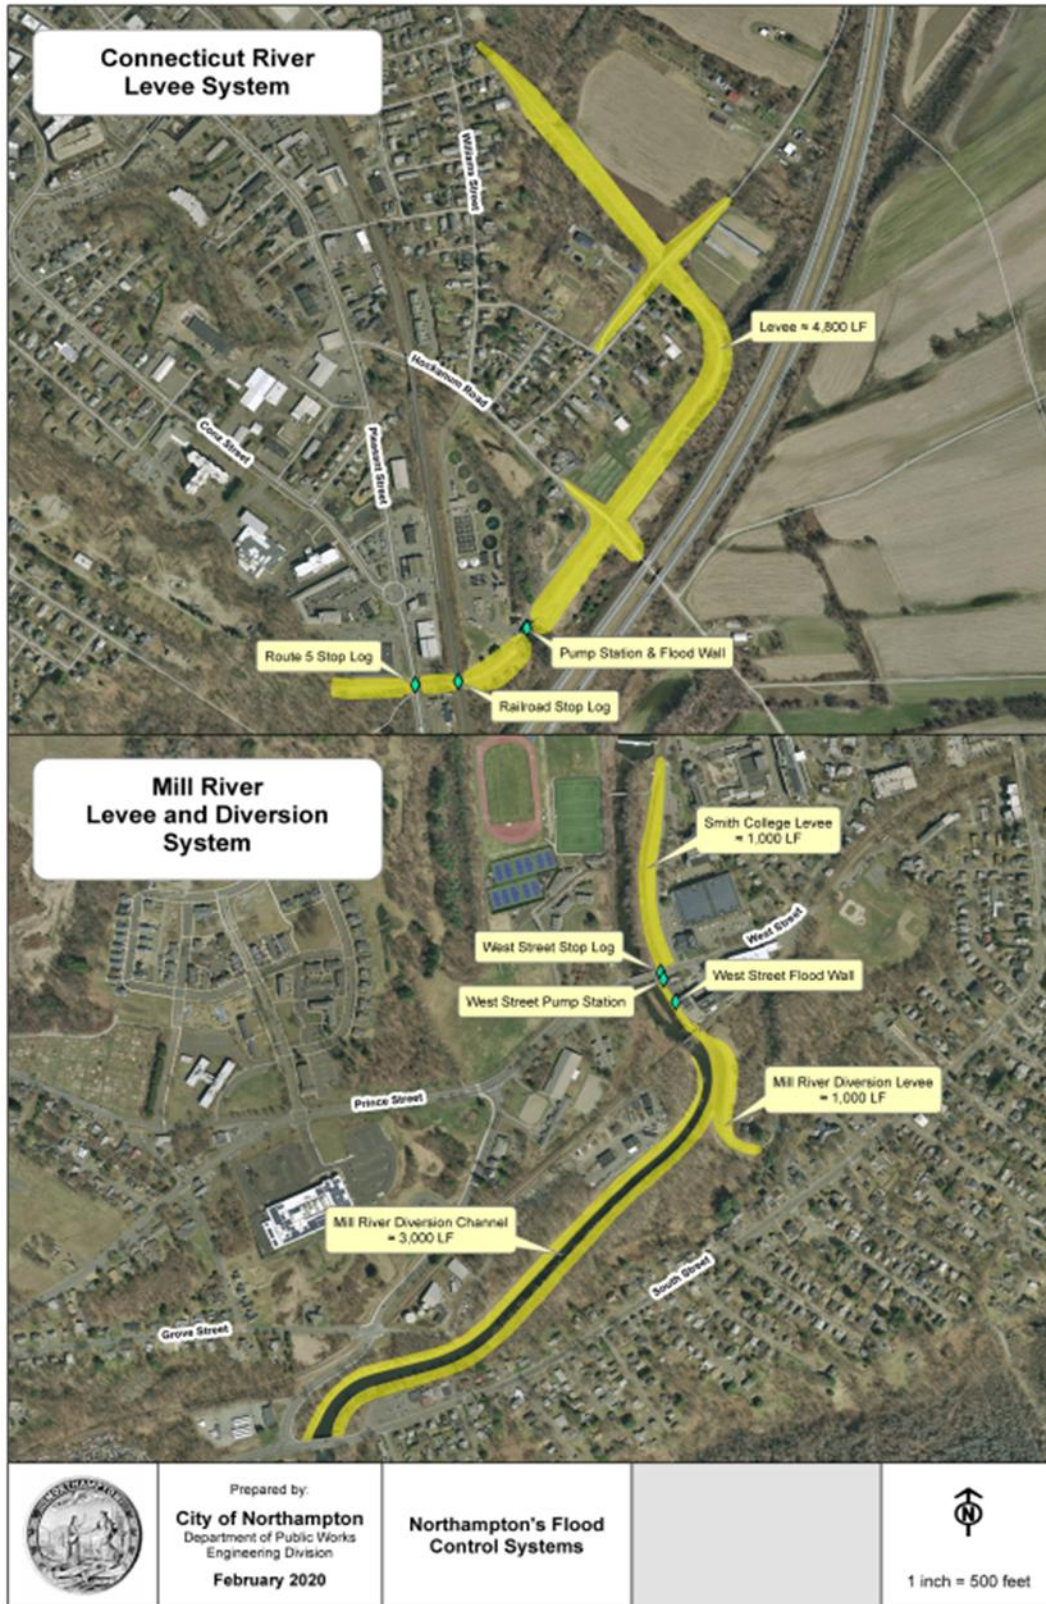 Connecticut River
Levee System
Williams Street
Levee ≈ 4,800 LF
Hockanum Road
Conz Street
Pleasant Street
Route 5 Stop Log
Pump Station & Flood Wall
Railroad Stop Log
Mill River
Levee and Diversion
System
Smith College Levee
≈ 1,000 LF
West Street
West Street Stop Log
West Street Flood Wall
West Street Pump Station
Mill River Diversion Levee
≈ 1,000 LF
Prince Street
Mill River Diversion Channel
≈ 3,000 LF
South Street
Grove Street
NORTHAMPTON
Prepared by:
City of Northampton
Department of Public Works
Engineering Division
February 2020
Northampton's Flood
Control Systems
N
1 inch = 500 feet